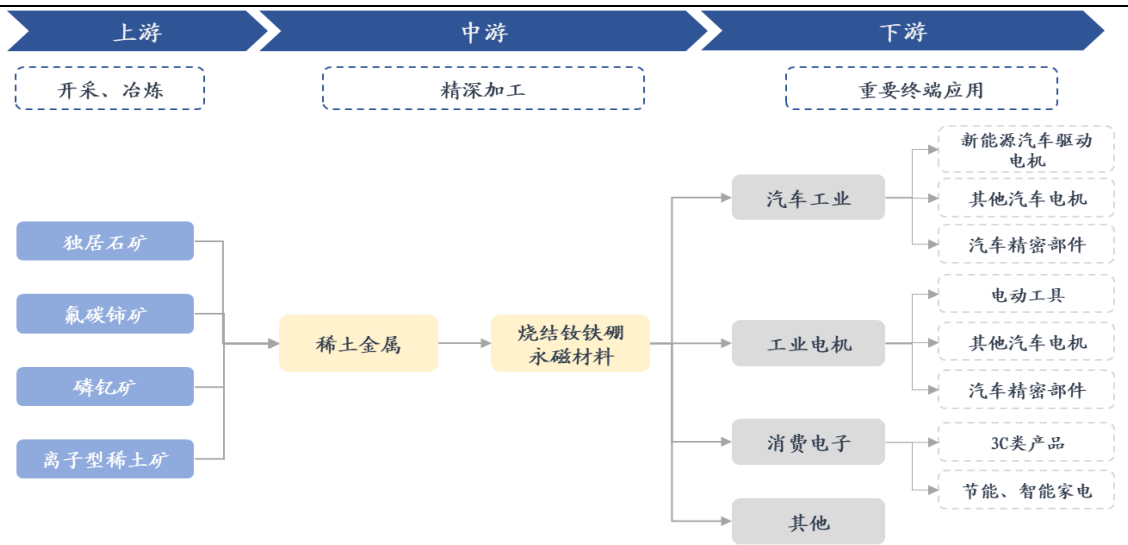 上游
中游
下游
开采、冶炼
精深加工
重要终端应用
独居石矿
氟碳铈矿
磷钇矿
离子型稀土矿
稀土金属
烧结钕铁硼
永磁材料
汽车工业
新能源汽车驱动
电机
其他汽车电机
汽车精密部件
工业电机
电动工具
其他汽车电机
汽车精密部件
消费电子
3C类产品
节能、智能家电
其他